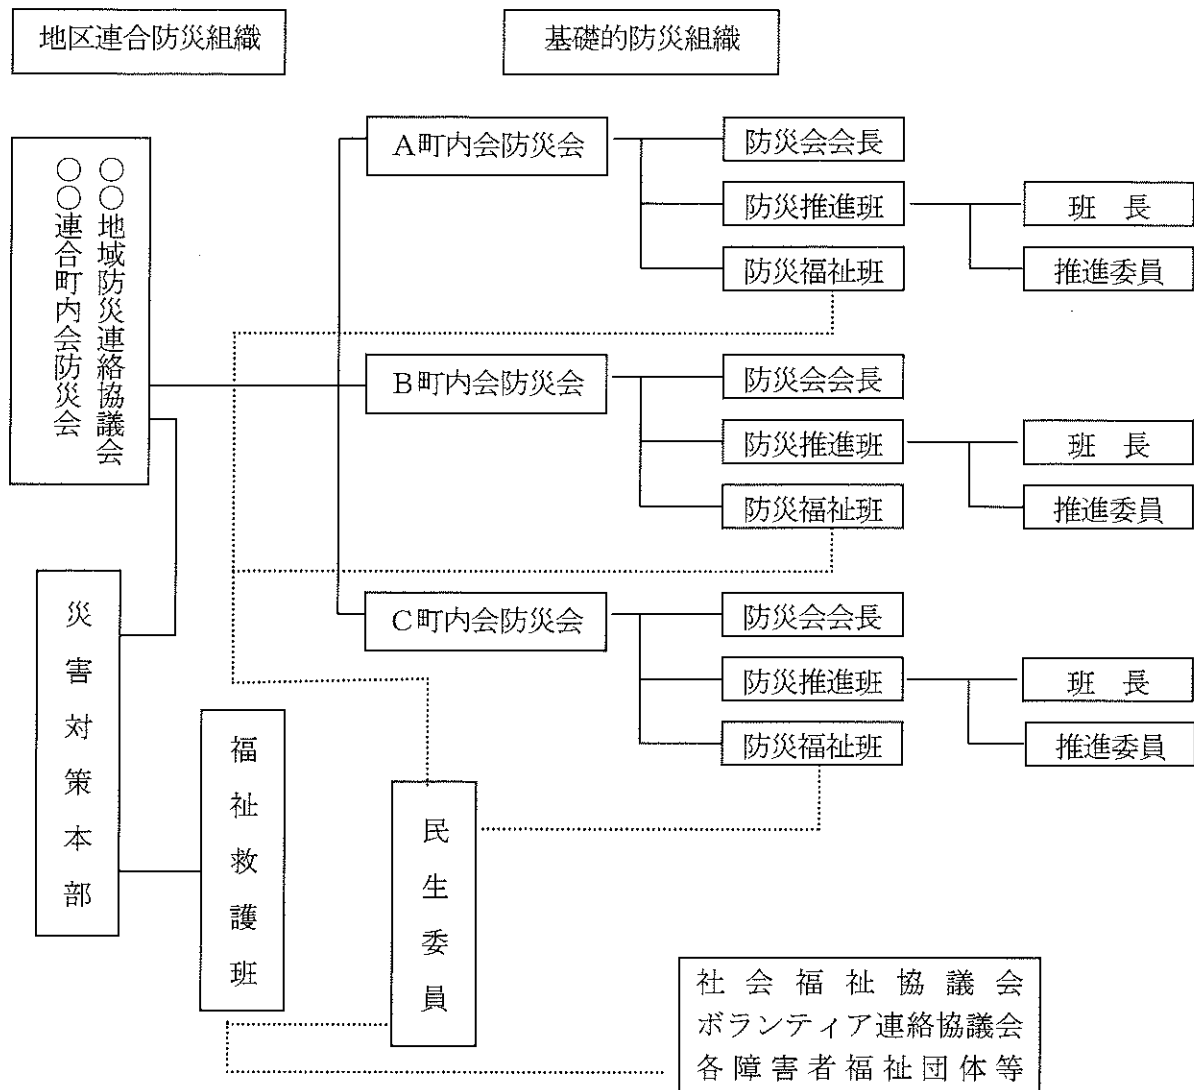 地区連合防災組織
基礎的防災組織
○○地域防災連絡協議会
○○連合町内会防災会
A町内会防災会
防災会会長
防災推進班
班　長
推進委員
防災福祉班
B町内会防災会
防災会会長
防災推進班
班　長
推進委員
防災福祉班
C町内会防災会
防災会会長
防災推進班
班　長
推進委員
防災福祉班
災害対策本部
福祉救護班
民生委員
社会福祉協議会
ボランティア連絡協議会
各障害者福祉団体等